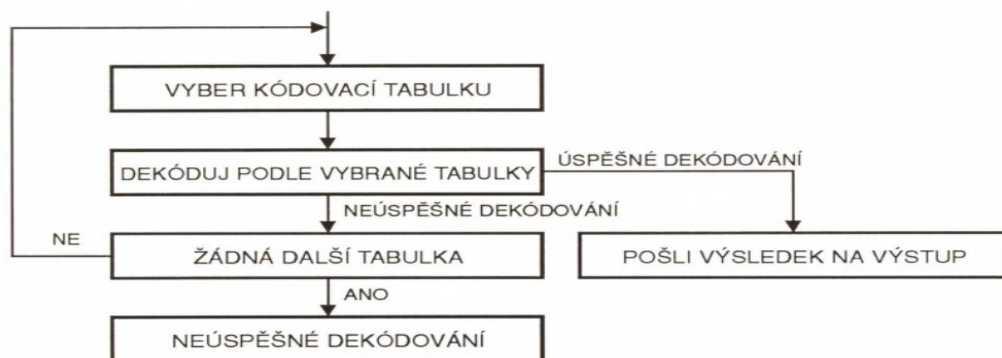 VYBER KÓDOVACÍ TABULKU
DEKÓDUJ PODLE VYBRANÉ TABULKY
ÚSPĚŠNÉ DEKÓDOVÁNÍ
NEÚSPĚŠNÉ DEKÓDOVÁNÍ
NE
ŽÁDNÁ DALŠÍ TABULKA
POŠLI VÝSLEDEK NA VÝSTUP
ANO
NEÚSPĚŠNÉ DEKÓDOVÁNÍ